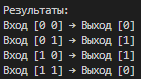 Результаты:
Вход [0 0] → Выход [0]
Вход [0 1] → Выход [1]
Вход [1 0] → Выход [1]
Вход [1 1] → Выход [0]